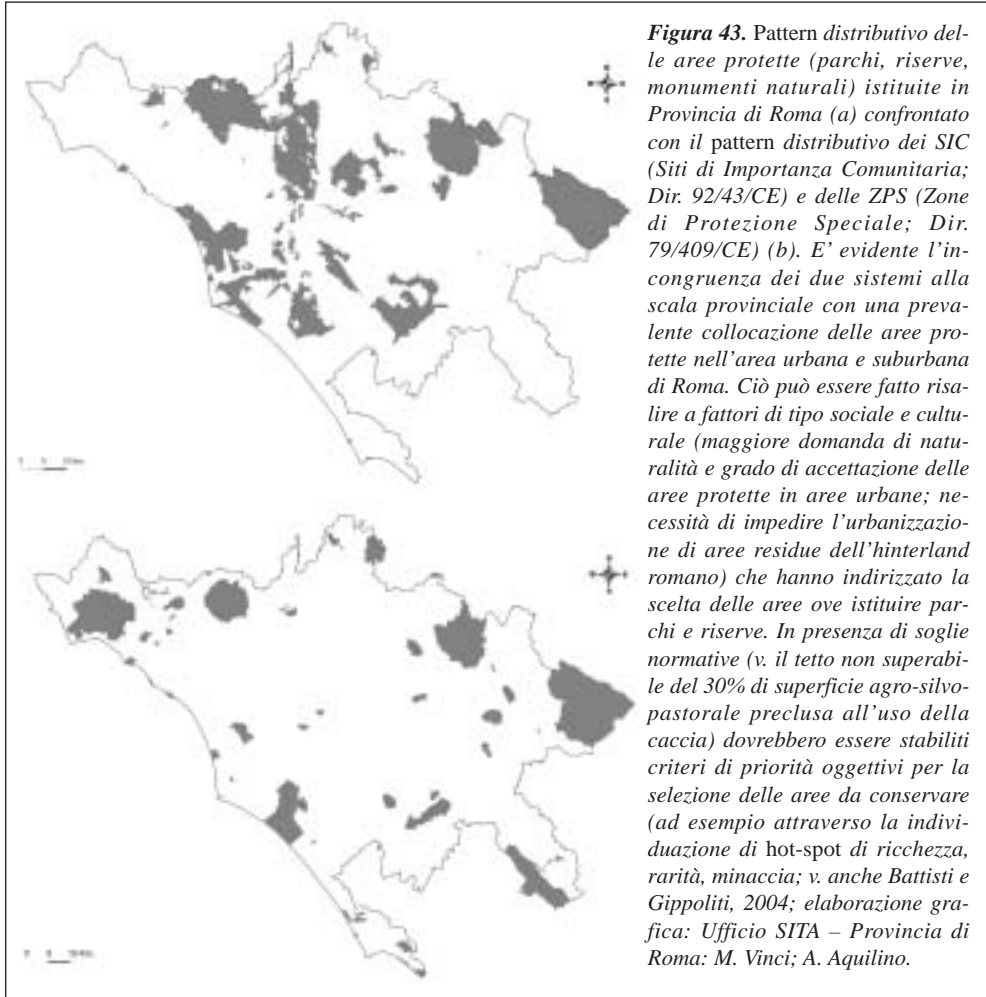 Figura 43. Pattern distributivo del-
le aree protette (parchi, riserve,
monumenti naturali) istituite in
Provincia di Roma (a) confrontato
con il pattern distributivo dei SIC
(Siti di Importanza Comunitaria;
Dir. 92/43/CE) e delle ZPS (Zone
di Protezione Speciale; Dir.
79/409/CE) (b). E’ evidente l’in-
congruenza dei due sistemi alla
scala provinciale con una preva-
lente collocazione delle aree pro-
tette nell’area urbana e suburbana
di Roma. Ciò può essere fatto risa-
lire a fattori di tipo sociale e cultu-
rale (maggiore domanda di natu-
ralità e grado di accettazione delle
aree protette in aree urbane; ne-
cessità di impedire l’urbanizzazio-
ne di aree residue dell’hinterland
romano) che hanno indirizzato la
scelta delle aree ove istituire par-
chi e riserve. In presenza di soglie
normative (v. il tetto non superabi-
le del 30% di superficie agro-silvo-
pastorale preclusa all’uso della
caccia) dovrebbero essere stabiliti
criteri di priorità oggettivi per la
selezione delle aree da conservare
(ad esempio attraverso la indivi-
duazione di hot-spot di ricchezza,
rarità, minaccia; v. anche Battisti e
Gippoliti, 2004; elaborazione gra-
fica: Ufficio SITA – Provincia di
Roma: M. Vinci; A. Aquilino.